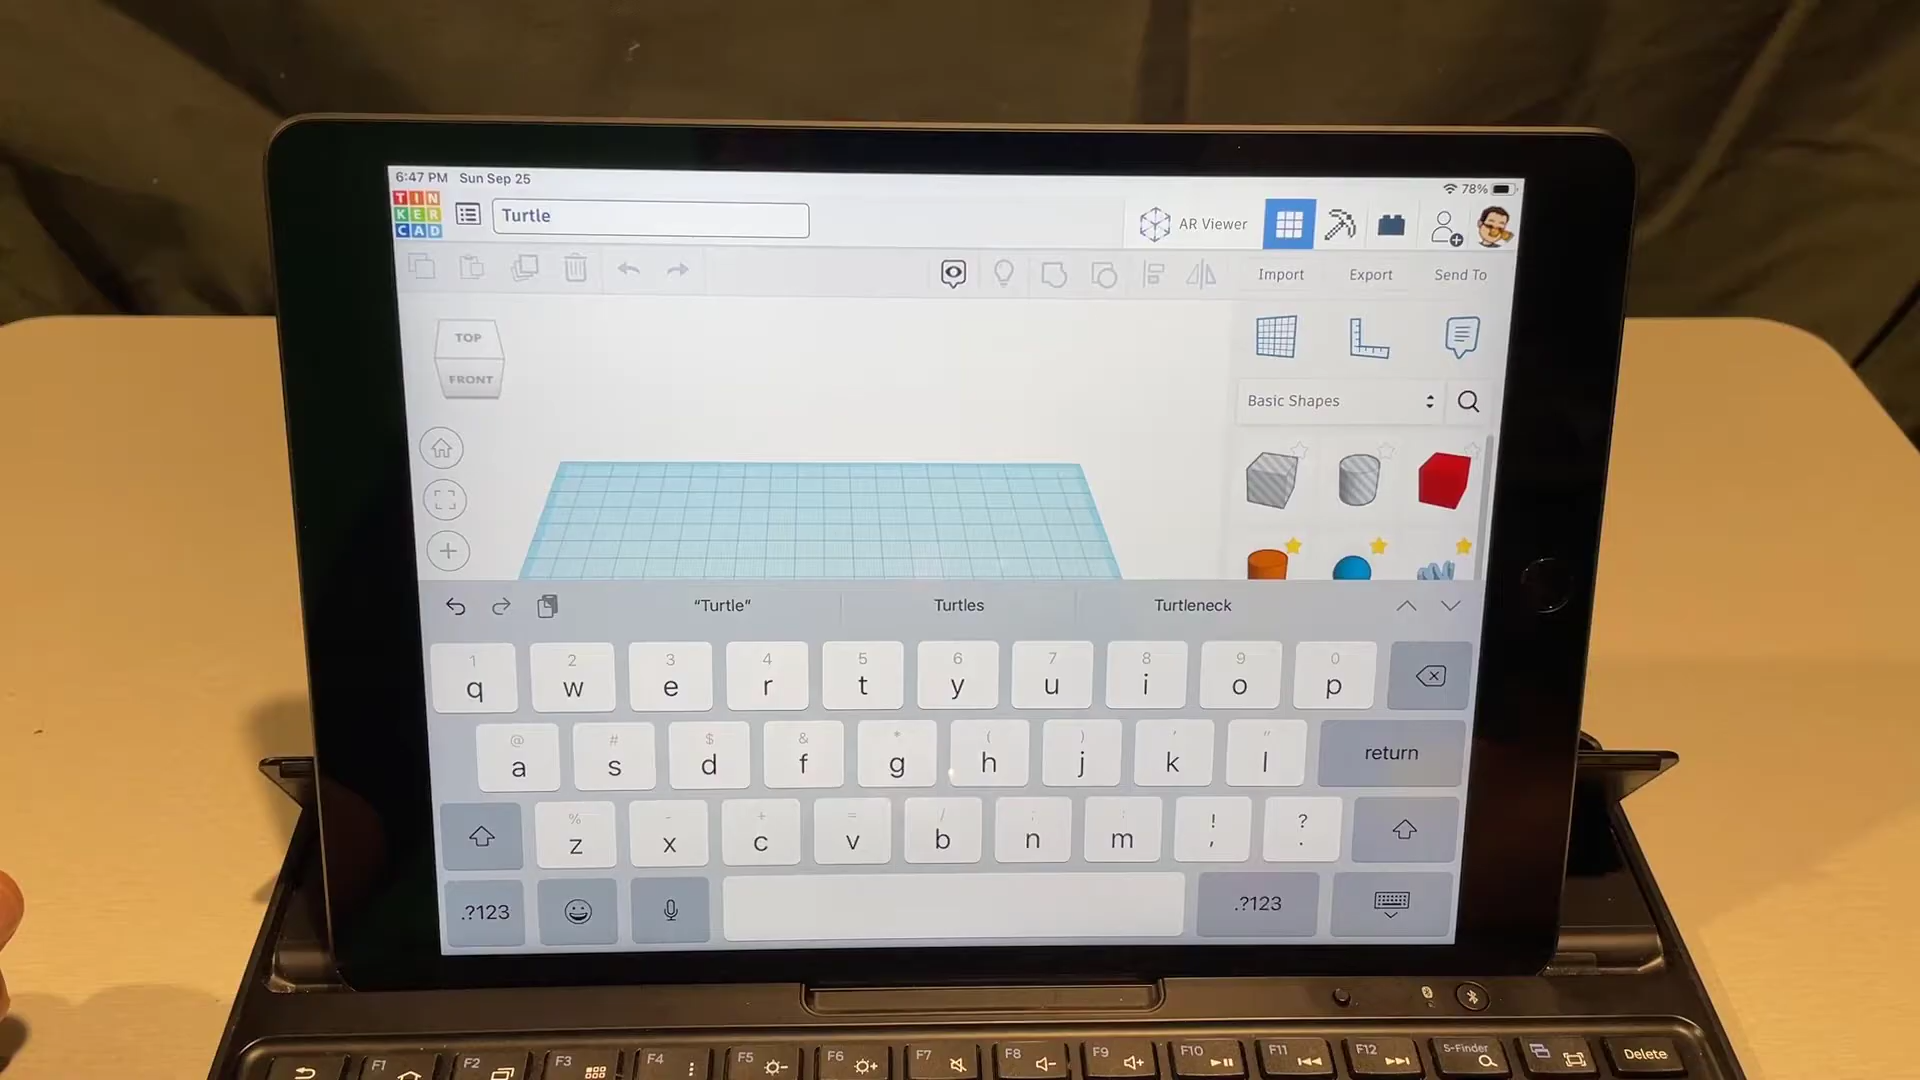 6:47 PM Sun Sep 25
78%
TIN
KER
CAD
Turtle
AR Viewer
Import Export Send To
TOP
FRONT
Basic Shapes
“Turtle” Turtles Turtleneck
1 2 3 4 5 6 7 8 9 0
q w e r t y u i o p
@ # $ & * ( ) ' "
a s d f g h j k l return
% - + = / ; : ! ?
z x c v b n m , .
.?123 .?123
F1 F2 F3 F4 F5 F6 F7 F8 F9 F10 F11 F12 S-Finder Delete